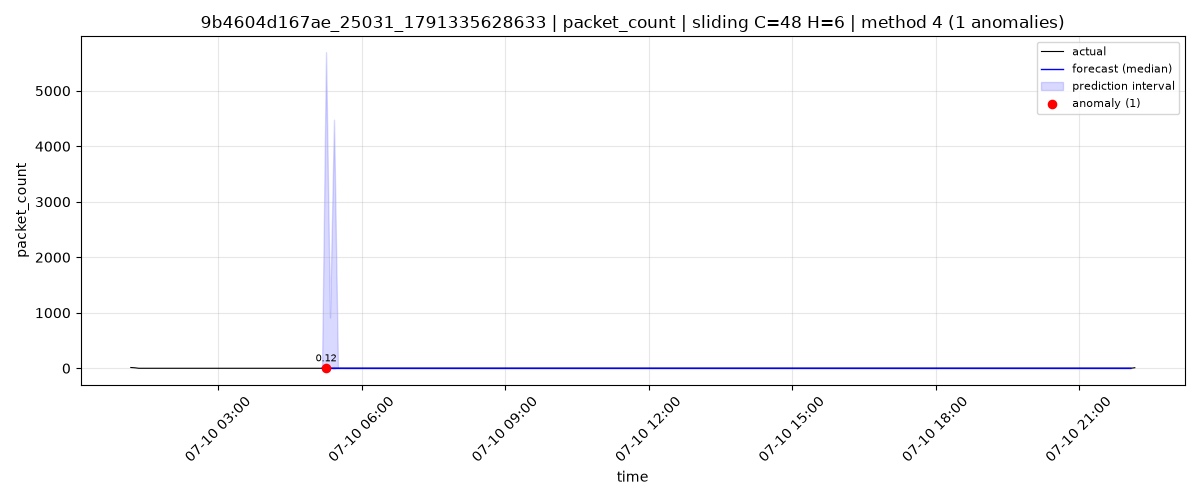 9b4604d167ae_25031_1791335628633 | packet_count | sliding C=48 H=6 | method 4 (1 anomalies)
actual
forecast (median)
prediction interval
anomaly (1)
packet_count
5000
4000
3000
2000
1000
0
0.12
07-10 03:00
07-10 06:00
07-10 09:00
07-10 12:00
07-10 15:00
07-10 18:00
07-10 21:00
time